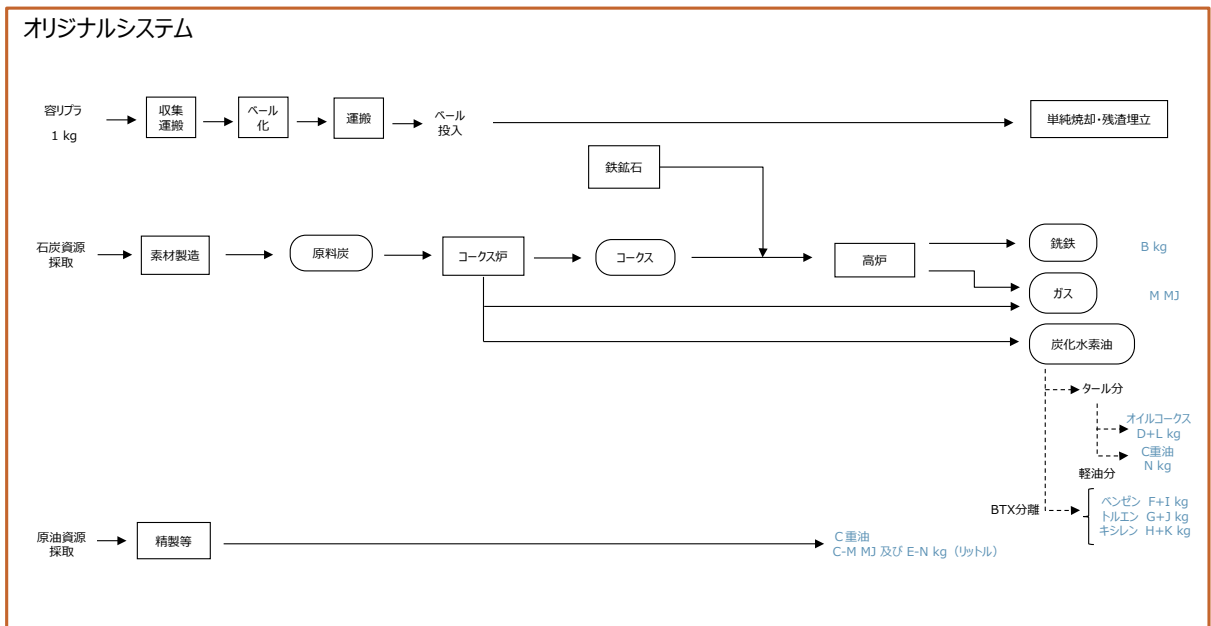 オリジナルシステム
容リプラ
1 kg
収集
運搬
ベール
化
運搬
ベール
投入
単純焼却・残渣埋立
鉄鉱石
石炭資源
採取
素材製造
原料炭
コークス炉
コークス
高炉
銑鉄
B kg
ガス
M MJ
炭化水素油
タール分
オイルコークス
D+L kg
C重油
N kg
軽油分
BTX分離
ベンゼン F+I kg
トルエン G+J kg
キシレン H+K kg
原油資源
採取
精製等
C重油
C-M MJ 及び E-N kg（リットル）